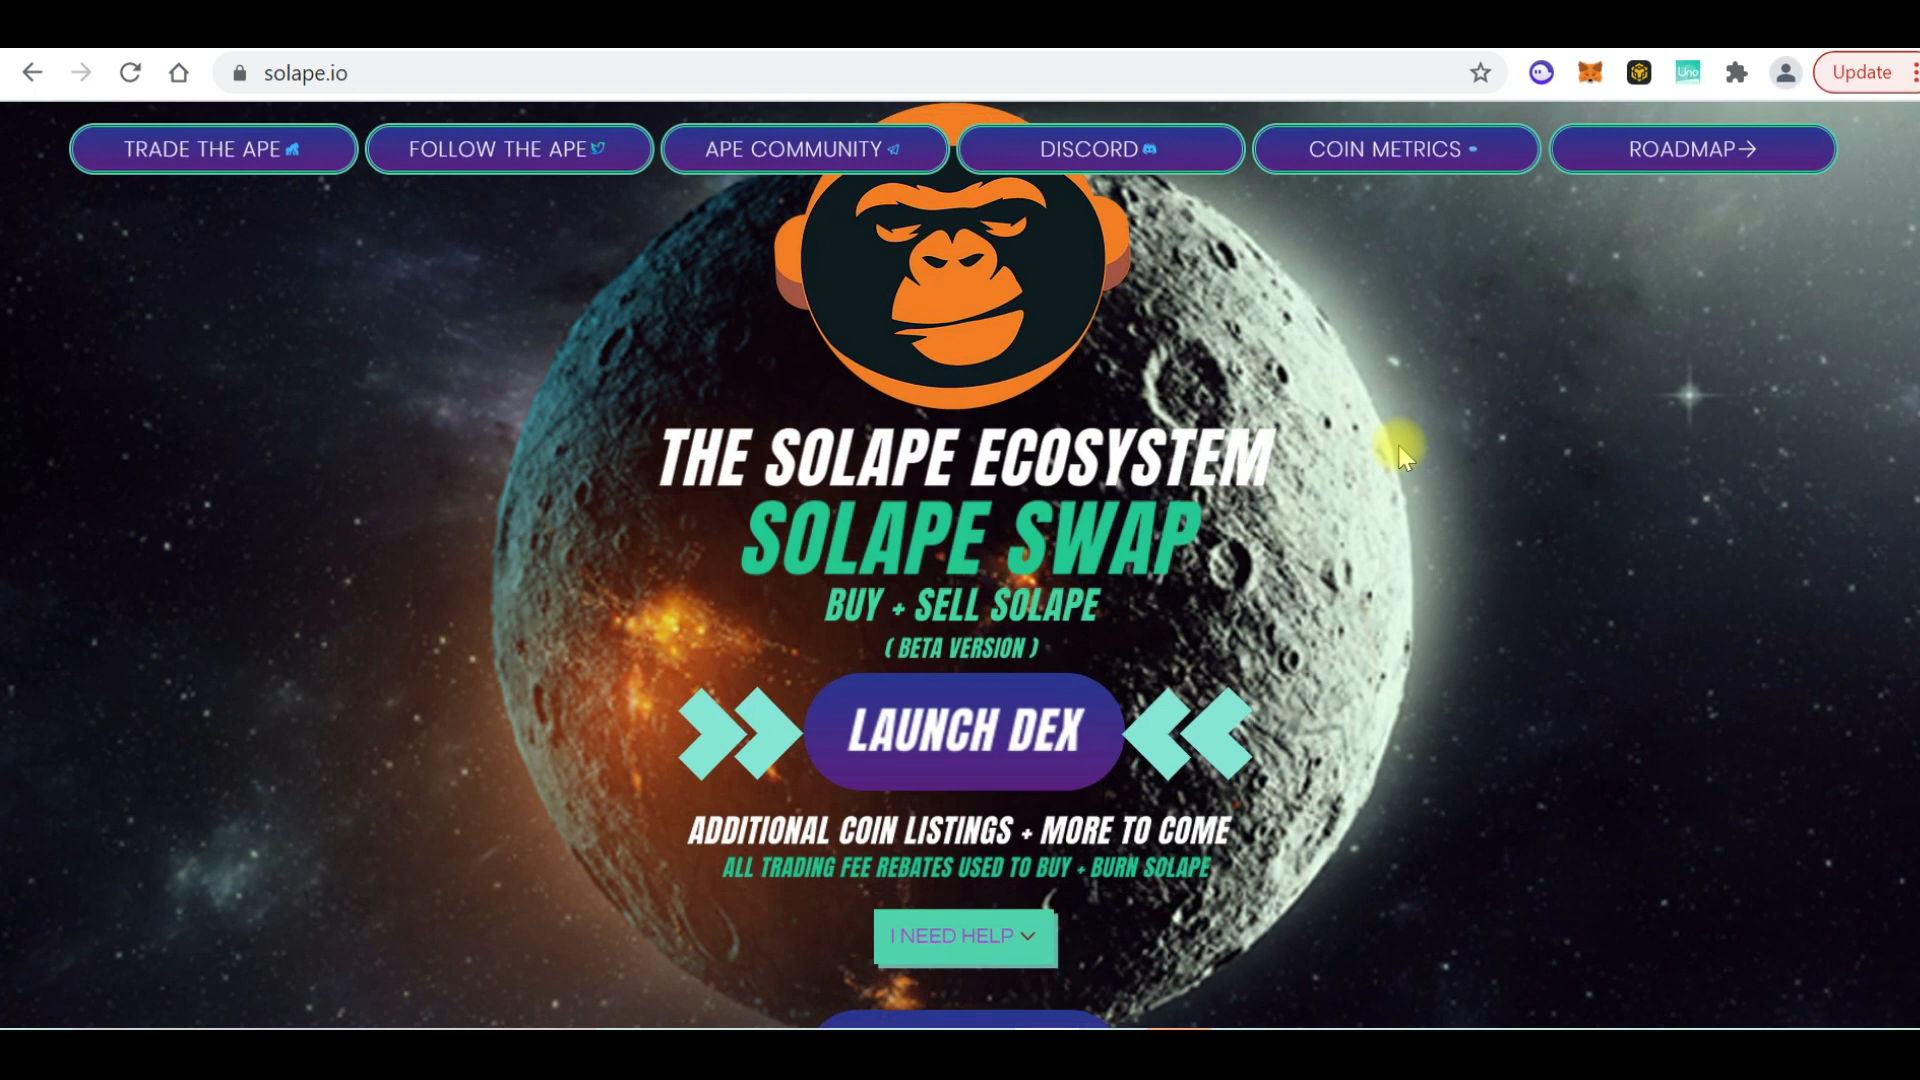 solape.io
Uno
Update
TRADE THE APE
FOLLOW THE APE
APE COMMUNITY
DISCORD
COIN METRICS
ROADMAP
THE SOLAPE ECOSYSTEM
SOLAPE SWAP
BUY + SELL SOLAPE
( BETA VERSION )
LAUNCH DEX
ADDITIONAL COIN LISTINGS + MORE TO COME
ALL TRADING FEE REBATES USED TO BUY + BURN SOLAPE
I NEED HELP